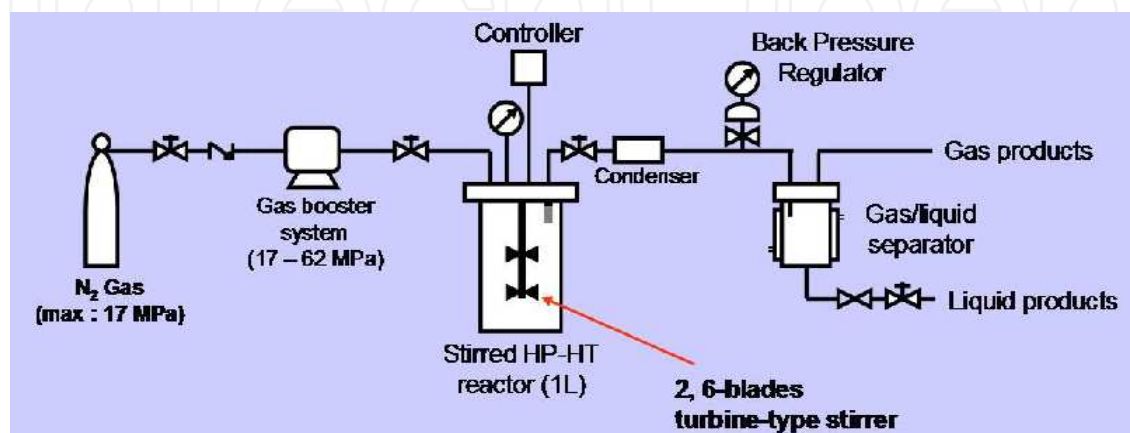 Controller
Back Pressure
Regulator
Gas products
Condenser
Gas booster
system
(17 – 62 MPa)
Gas/liquid
separator
N₂ Gas
(max : 17 MPa)
Liquid products
Stirred HP-HT
reactor (1L)
2, 6-blades
turbine-type stirrer